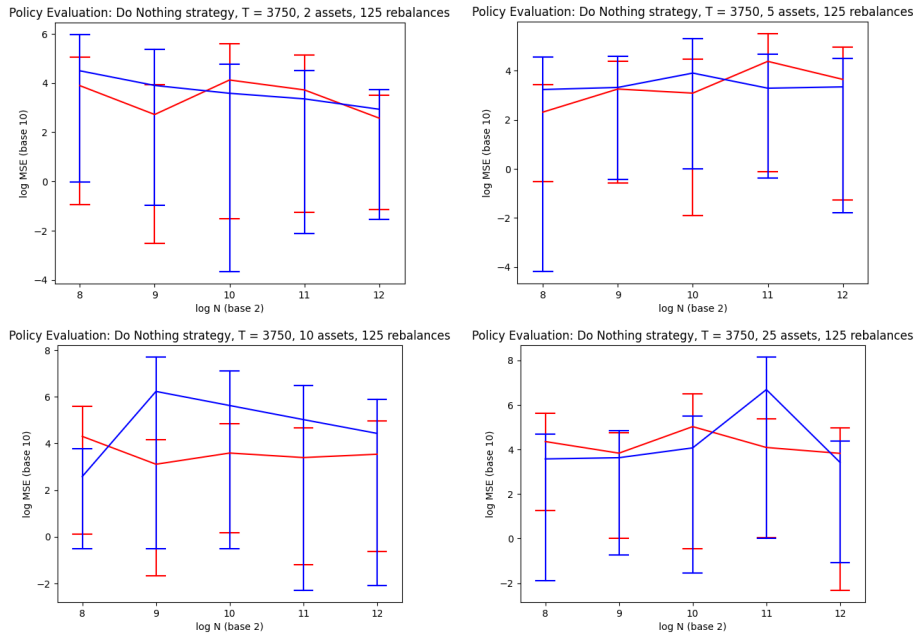 Policy Evaluation: Do Nothing strategy, T = 3750, 2 assets, 125 rebalances
6
4
2
0
−2
−4
log MSE (base 10)
8 9 10 11 12
log N (base 2)
Policy Evaluation: Do Nothing strategy, T = 3750, 5 assets, 125 rebalances
4
2
0
−2
−4
log MSE (base 10)
8 9 10 11 12
log N (base 2)
Policy Evaluation: Do Nothing strategy, T = 3750, 10 assets, 125 rebalances
8
6
4
2
0
−2
log MSE (base 10)
8 9 10 11 12
log N (base 2)
Policy Evaluation: Do Nothing strategy, T = 3750, 25 assets, 125 rebalances
8
6
4
2
0
−2
log MSE (base 10)
8 9 10 11 12
log N (base 2)